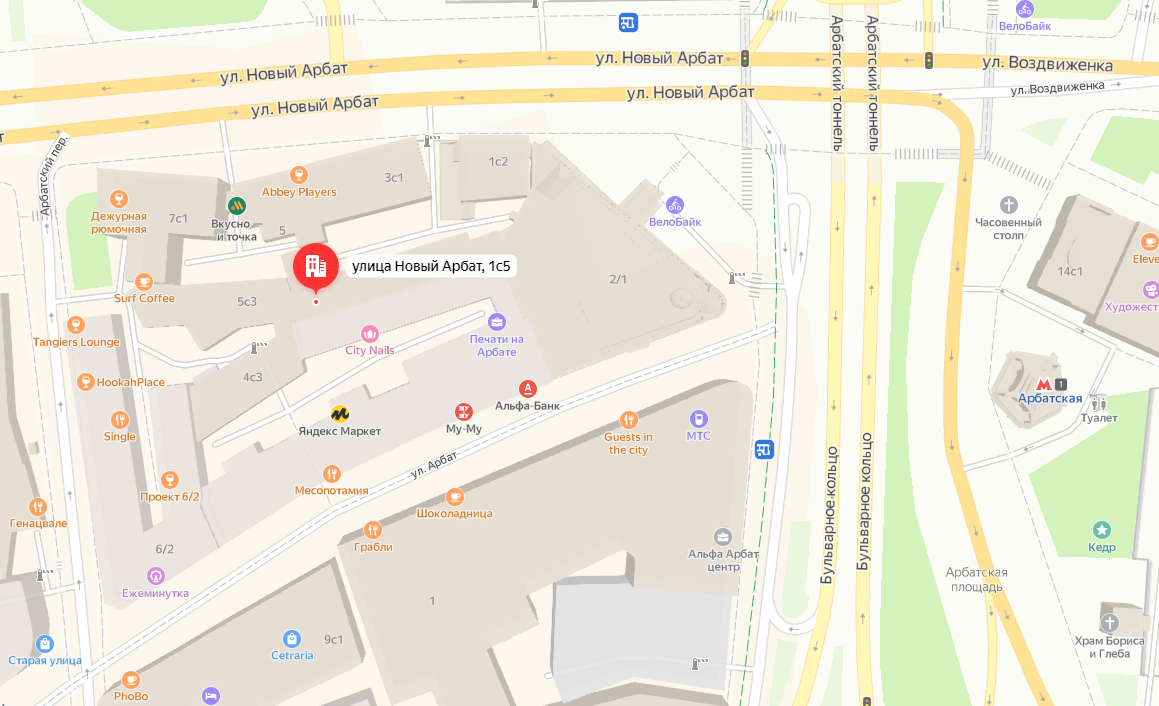 ВелоБайк
ул. Новый Арбат
ул. Воздвиженка
ул. Новый Арбат
ул. Воздвиженка
ул. Новый Арбат
ул. Новый Арбат
Арбатский тоннель
Арбатский тоннель
Арбатский пер.
т
1с2
3с1
Abbey Players
Дежурная
рюмочная
7с1
Вкусно
и точка
5
ВелоБайк
Часовенный
столп
улица Новый Арбат, 1с5
2/1
14с1
Eleve
Художест
Surf Coffee
5с3
Tangiers Lounge
City Nails
Печати на
Арбате
4с3
HookahPlace
Альфа-Банк
М 1
Арбатская
Туалет
Single
Яндекс Маркет
Му-Му
МУ
МУ
Guests in
the city
МТС
ул. Арбат
Месопотамия
Проект 6/2
Генацвале
Шоколадница
Грабли
6/2
Альфа Арбат
центр
Бульварное кольцо
Бульварное кольцо
Кедр
Арбатская
площадь
Ежеминутка
1
9с1
Cetraria
Старая улица
Храм Бориса
и Глеба
PhoBo